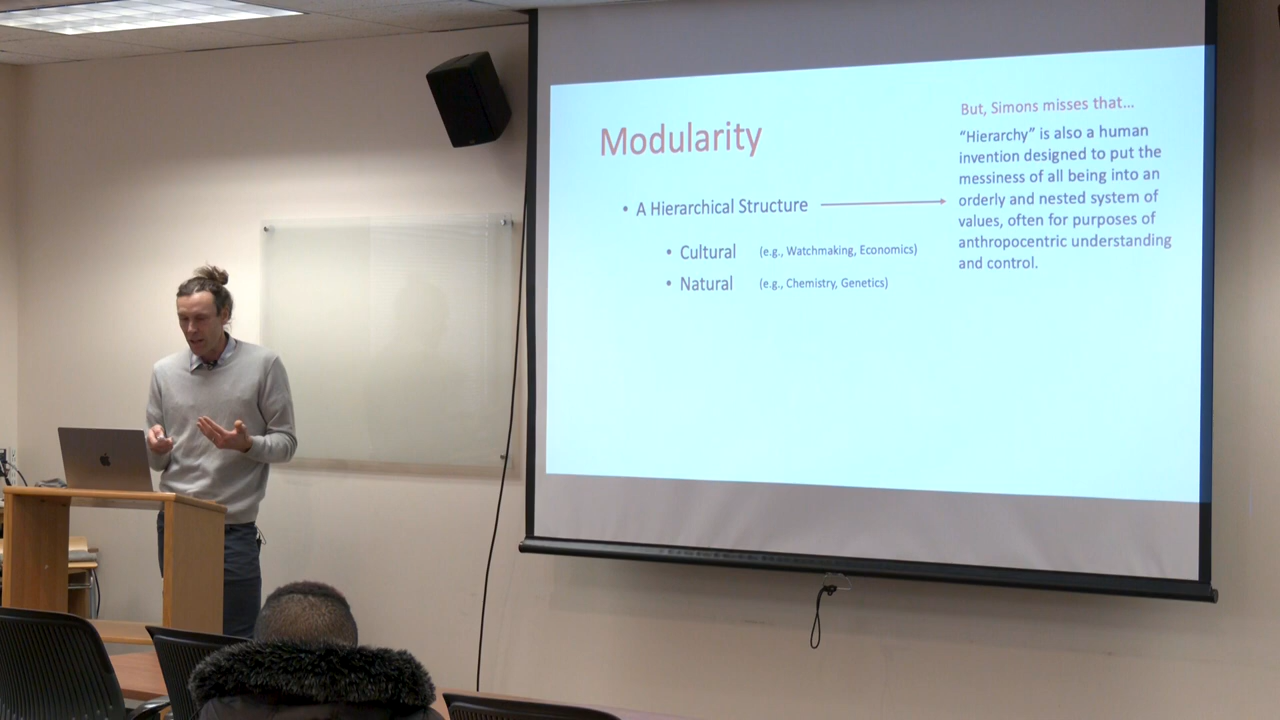 Modularity
• A Hierarchical Structure
• Cultural (e.g., Watchmaking, Economics)
• Natural (e.g., Chemistry, Genetics)
But, Simons misses that...
“Hierarchy” is also a human
invention designed to put the
messiness of all being into an
orderly and nested system of
values, often for purposes of
anthropocentric understanding
and control.